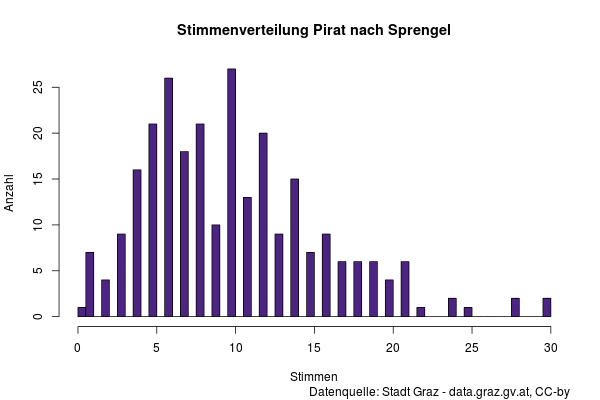 Stimmenverteilung Pirat nach Sprengel
Anzahl
25
20
15
10
5
0
0 5 10 15 20 25 30
Stimmen
Datenquelle: Stadt Graz - data.graz.gv.at, CC-by